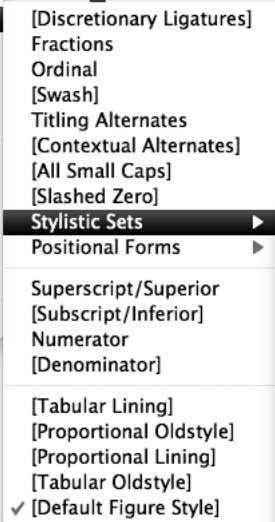 [Discretionary Ligatures]
Fractions
Ordinal
[Swash]
Titling Alternates
[Contextual Alternates]
[All Small Caps]
[Slashed Zero]
Stylistic Sets
Positional Forms
Superscript/Superior
[Subscript/Inferior]
Numerator
[Denominator]
[Tabular Lining]
[Proportional Oldstyle]
[Proportional Lining]
[Tabular Oldstyle]
[Default Figure Style]